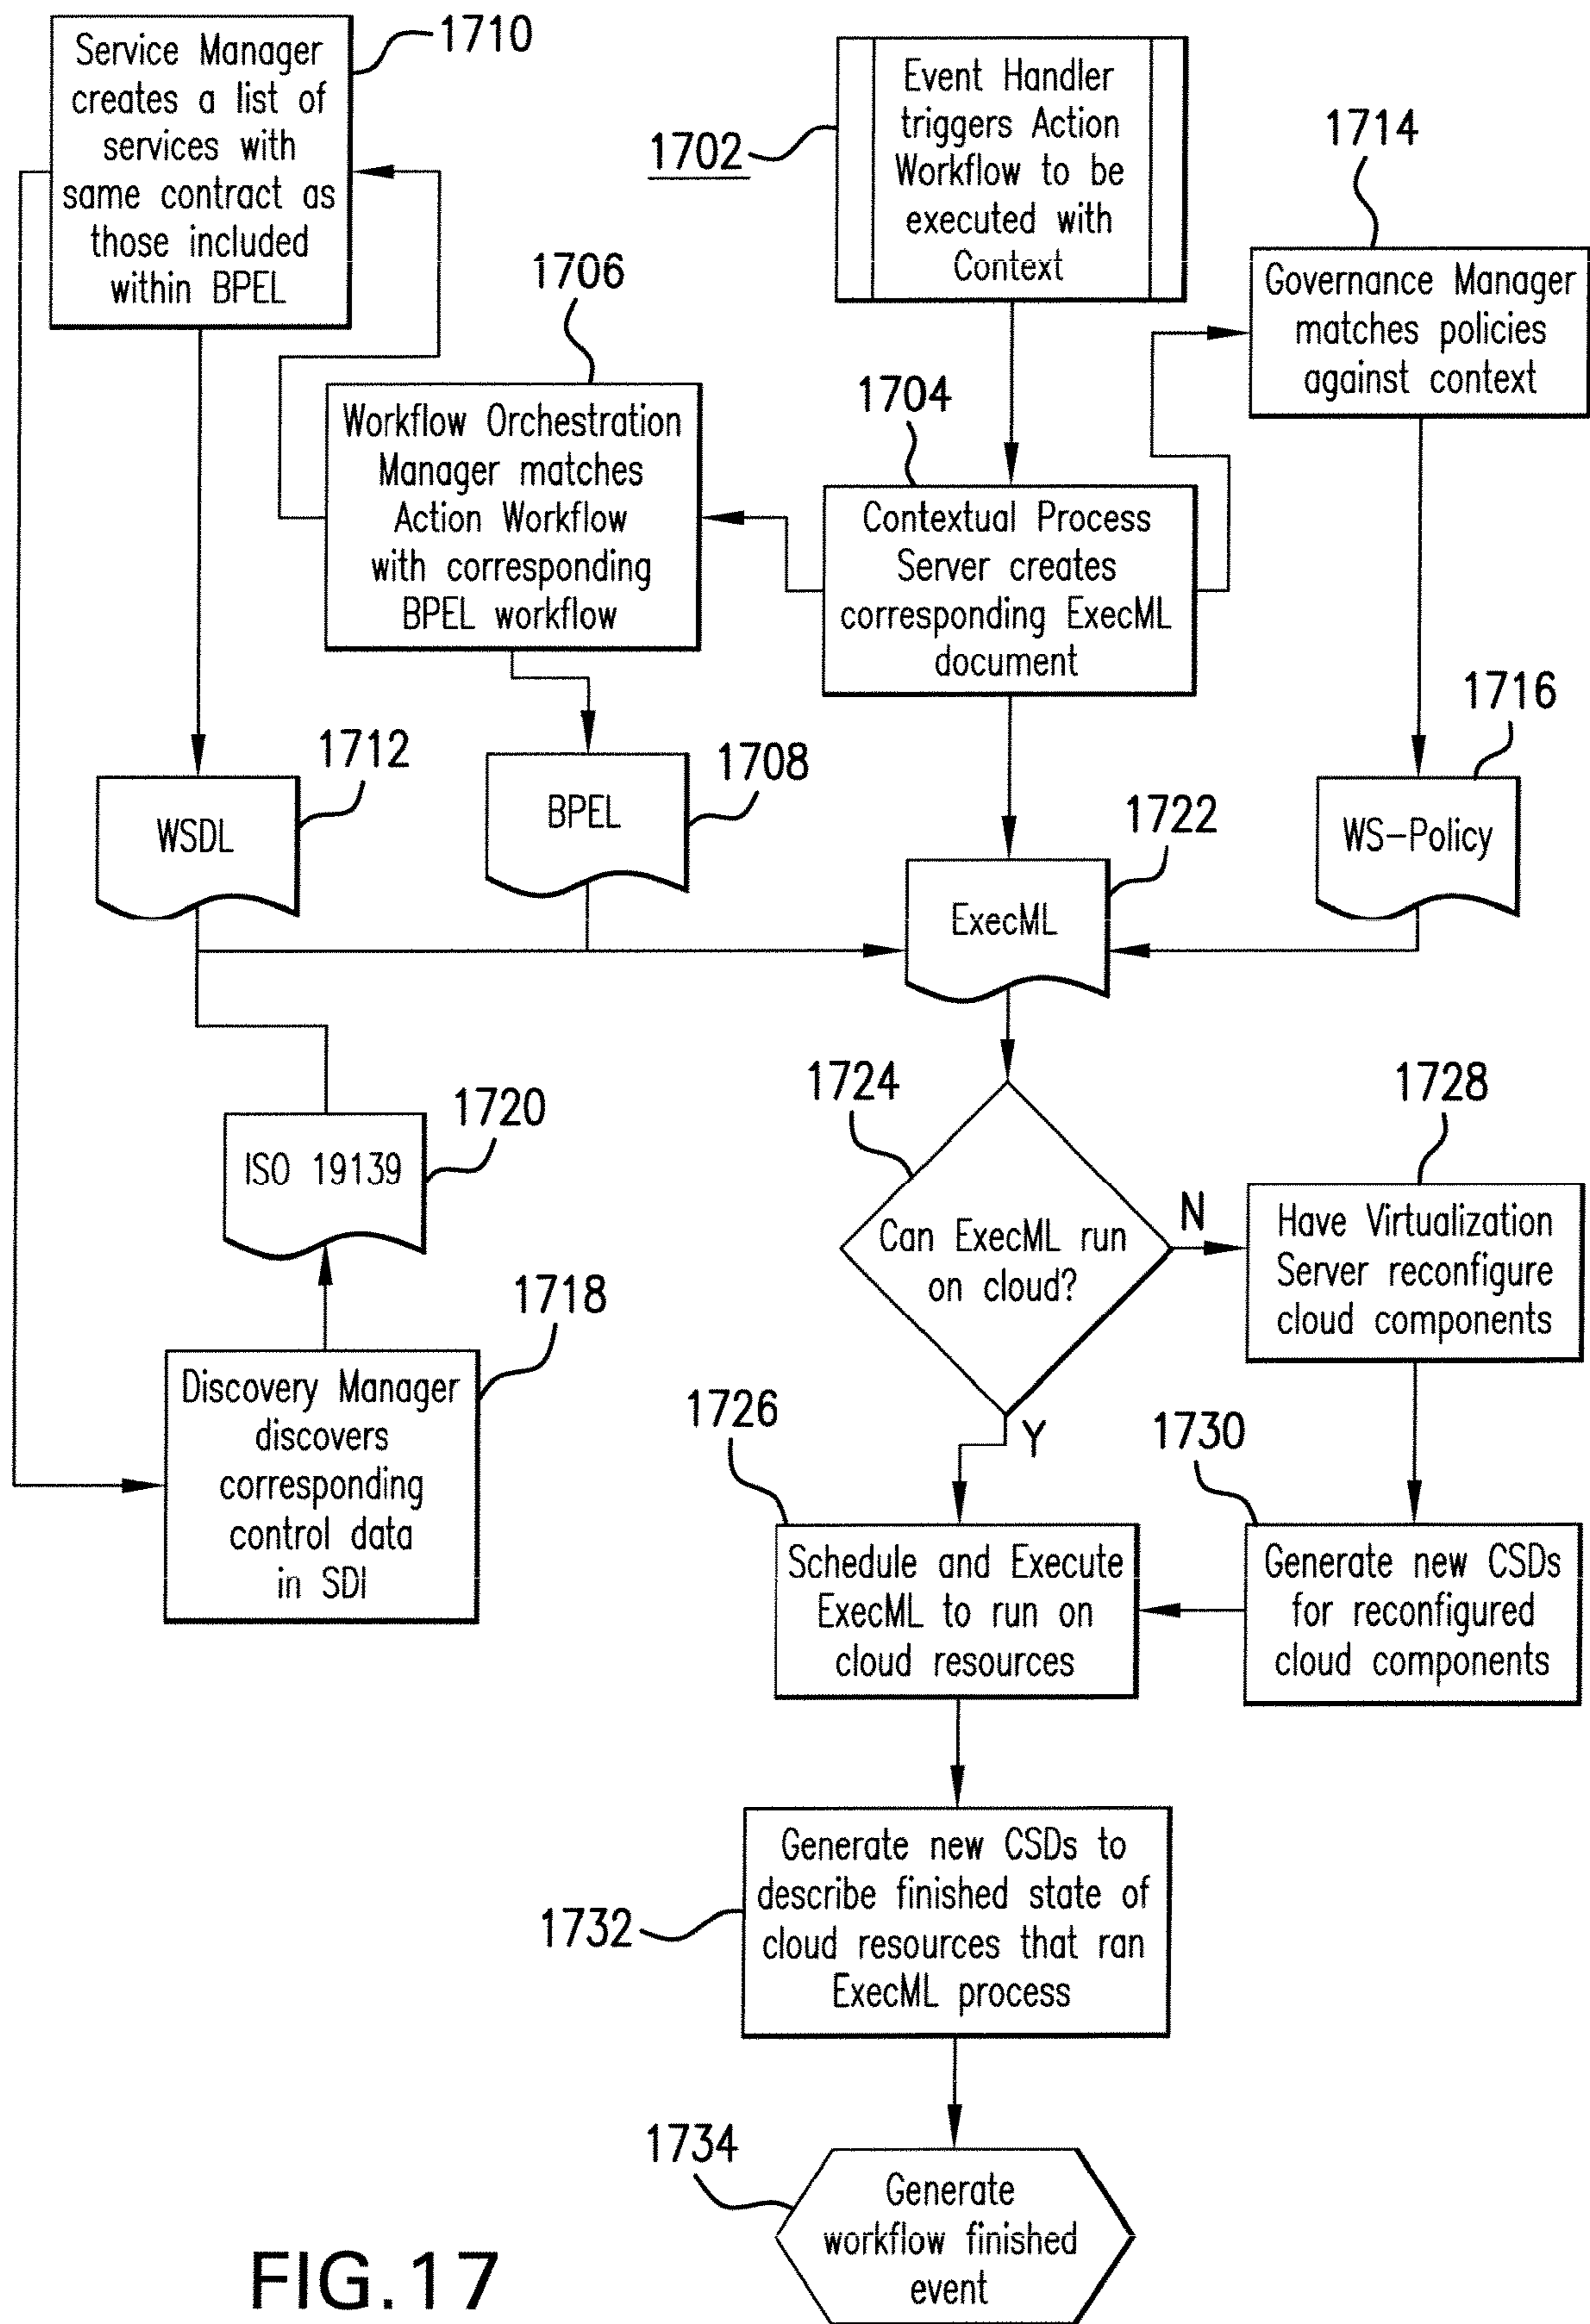 1710
Service Manager
creates a list of
services with
same contract as
those included
within BPEL
1702
Event Handler
triggers Action
Workflow to be
executed with
Context
1714
Governance Manager
matches policies
against context
1706
Workflow Orchestration
Manager matches
Action Workflow
with corresponding
BPEL workflow
1704
Contextual Process
Server creates
corresponding ExecML
document
1712
WSDL
1708
BPEL
1722
ExecML
1716
WS-Policy
1720
ISO 19139
1718
Discovery Manager
discovers
corresponding
control data
in SDI
1724
Can ExecML run
on cloud?
N
Y
1728
Have Virtualization
Server reconfigure
cloud components
1726
Schedule and Execute
ExecML to run on
cloud resources
1730
Generate new CSDs
for reconfigured
cloud components
1732
Generate new CSDs to
describe finished state of
cloud resources that ran
ExecML process
1734
Generate
workflow finished
event
FIG.17